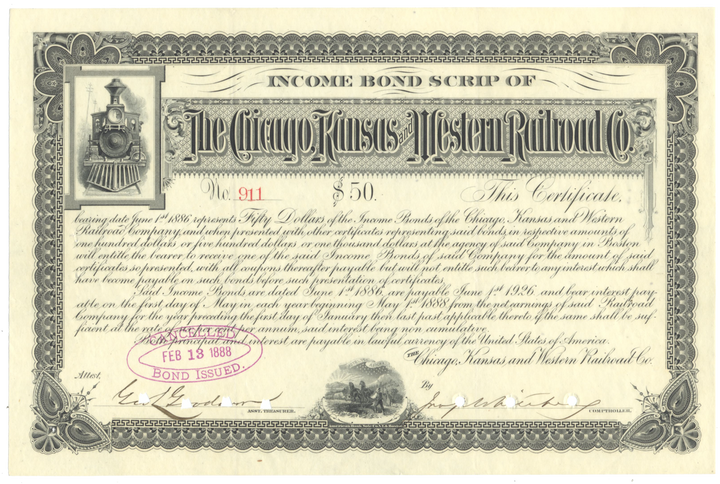 INCOME BOND SCRIP OF
The Chicago, Kansas AND Western Railroad Co.
No. 911 $50. This Certificate,
bearing date June 1st 1886 represents Fifty Dollars of the Income Bonds of the Chicago, Kansas and Western
Railroad Company, and when presented with other certificates representing said bonds in respective amounts of
one hundred dollars or five hundred dollars or one thousand dollars at the agency of said Company in Boston
will entitle the bearer to receive one of the said Income Bonds of said Company for the amount of said
certificates so presented, with all coupons thereafter payable but will not entitle such bearer to any interest which shall
have become payable on such bonds before such presentation of certificates.
Said Income Bonds are dated June 1st 1886, are payable June 1st 1926 and bear interest pay-
able on the first day of May in each year beginning May 1st 1888 from the net earnings of said Railroad
Company for the year preceding the first day of January then last past applicable thereto if the same shall be suf-
ficient at the rate of per annum, said interest being non cumulative.
Both principal and interest are payable in lawful currency of the United States of America.
CANCELLED
FEB 13 1888
BOND ISSUED.
THE Chicago, Kansas and Western Railroad Co.
Attest,
By
Geo. L. Goodwin
ASST. TREASURER.
COMPTROLLER.